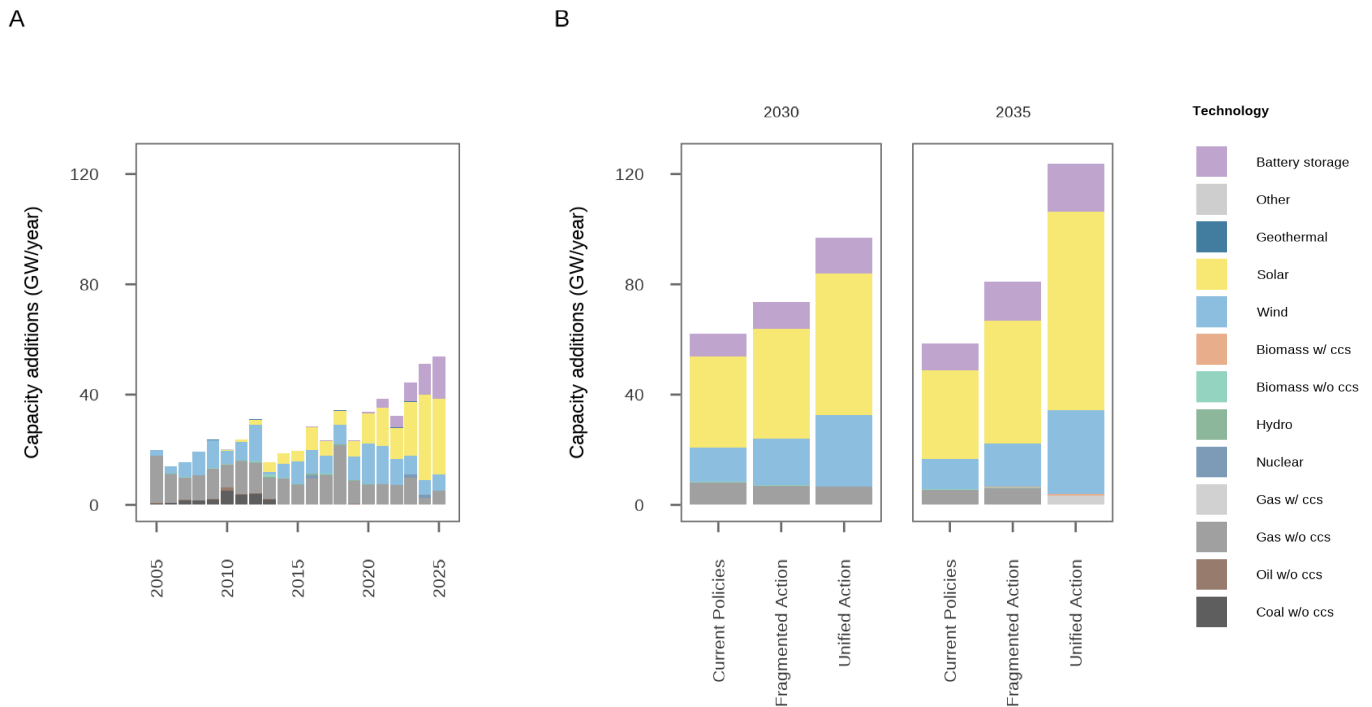 A
B
Capacity additions (GW/year)
120
80
40
0
2005
2010
2015
2020
2025
Capacity additions (GW/year)
120
80
40
0
2030
2035
Current Policies
Fragmented Action
Unified Action
Current Policies
Fragmented Action
Unified Action
Technology
Battery storage
Other
Geothermal
Solar
Wind
Biomass w/ ccs
Biomass w/o ccs
Hydro
Nuclear
Gas w/ ccs
Gas w/o ccs
Oil w/o ccs
Coal w/o ccs